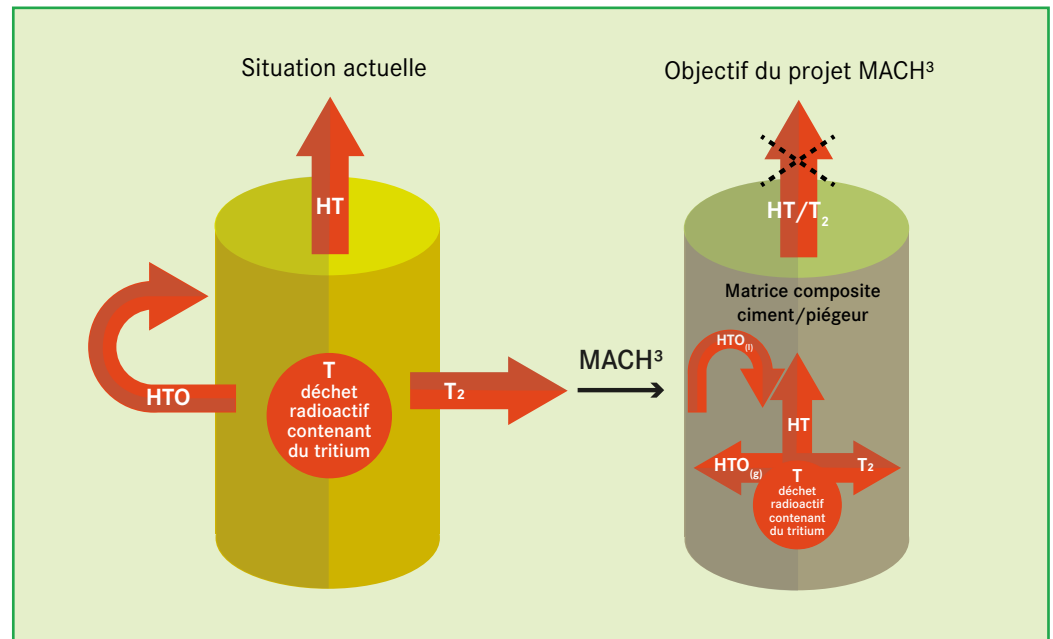 Situation actuelle
HT
HTO
T
déchet
radioactif
contenant
du tritium
T₂
MACH³
Objectif du projet MACH³
HT/T₂
Matrice composite
ciment/piégeur
HTO₍ₗ₎
HT
HTO₍g₎
T₂
T
déchet
radioactif
contenant
du tritium